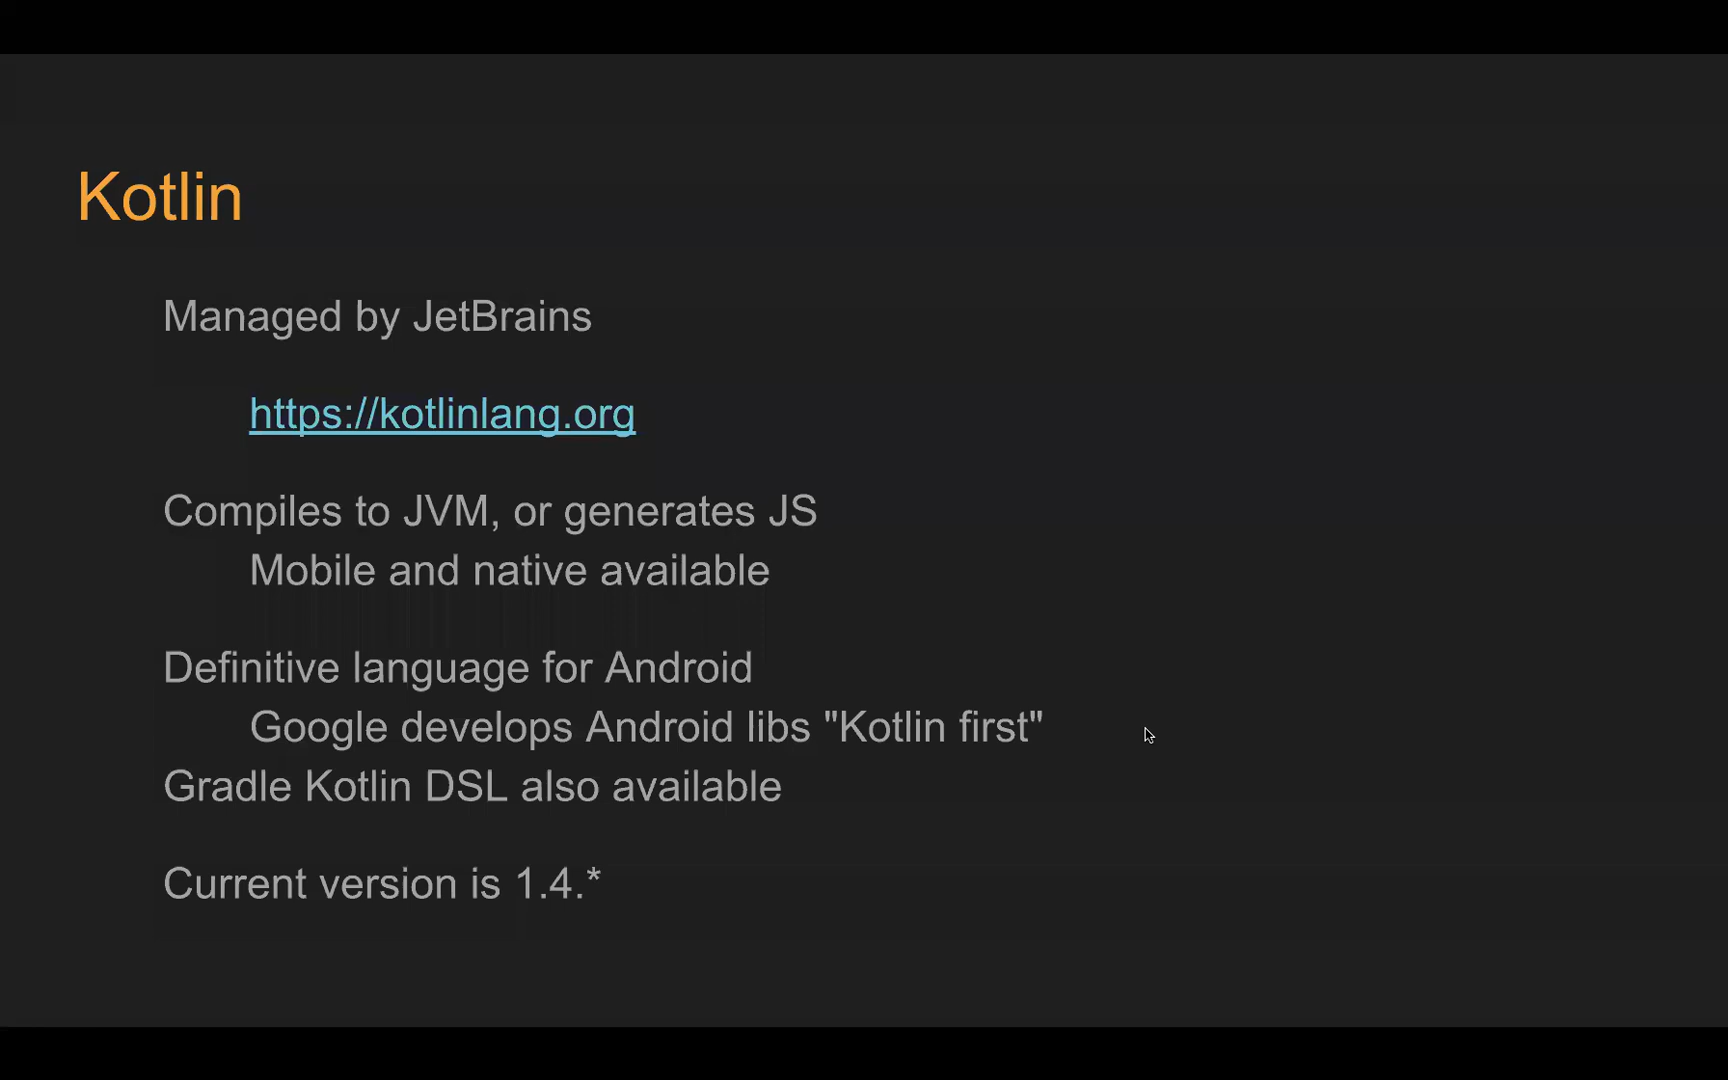 Kotlin
Managed by JetBrains
https://kotlinlang.org
Compiles to JVM, or generates JS
Mobile and native available
Definitive language for Android
Google develops Android libs "Kotlin first"
Gradle Kotlin DSL also available
Current version is 1.4.*